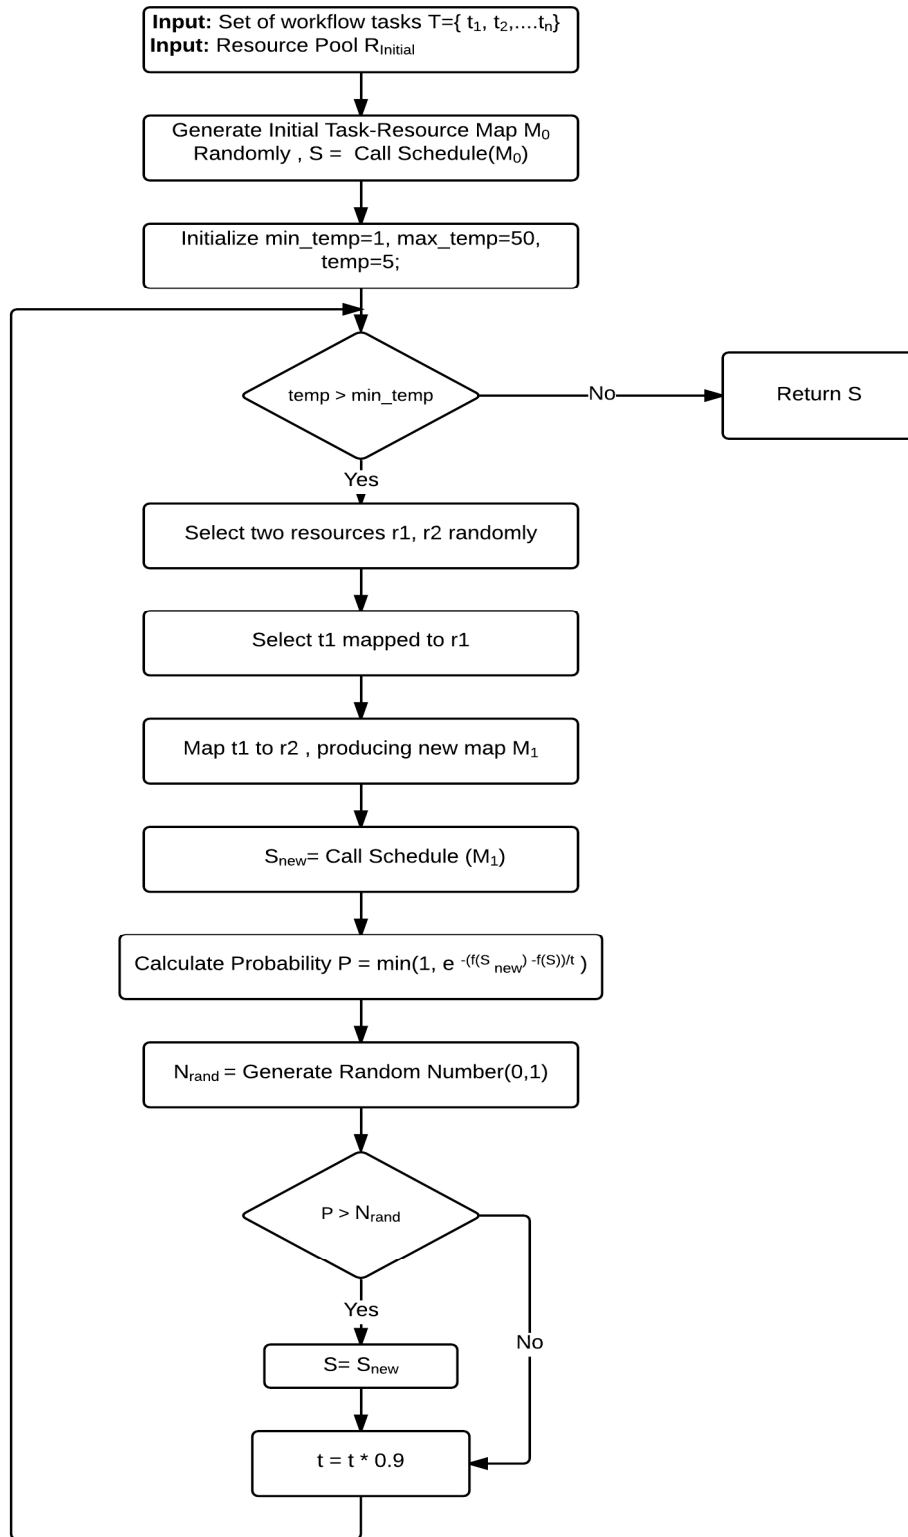 Input: Set of workflow tasks T={ t1, t2,....tn}
Input: Resource Pool RInitial
Generate Initial Task-Resource Map M0
Randomly , S = Call Schedule(M0)
Initialize min_temp=1, max_temp=50,
temp=5;
temp > min_temp
No
Return S
Yes
Select two resources r1, r2 randomly
Select t1 mapped to r1
Map t1 to r2 , producing new map M1
Snew= Call Schedule (M1)
Calculate Probability P = min(1, e -(f(S new) -f(S))/t )
Nrand = Generate Random Number(0,1)
P > Nrand
Yes
No
S= Snew
t = t * 0.9